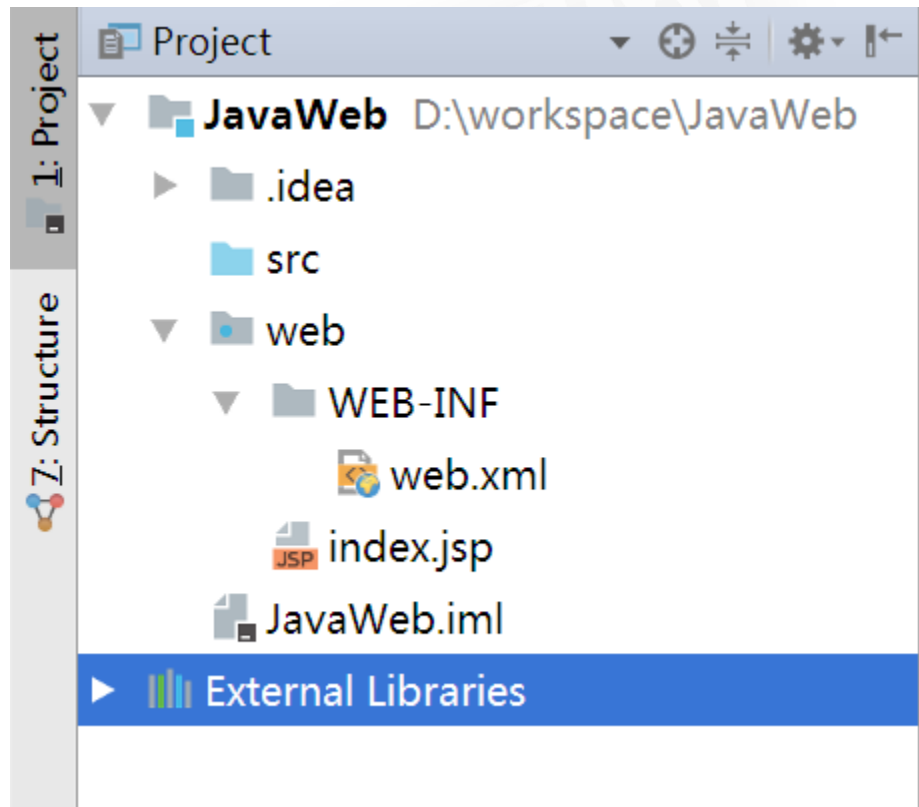 Project
1: Project
7: Structure
JavaWeb D:\workspace\JavaWeb
.idea
src
web
WEB-INF
web.xml
JSP index.jsp
JavaWeb.iml
External Libraries